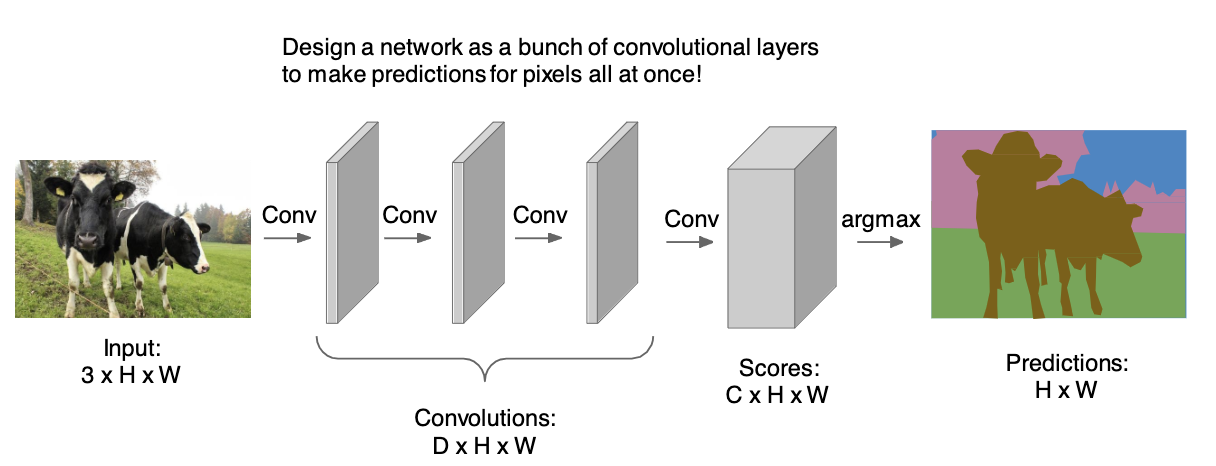 Design a network as a bunch of convolutional layers
to make predictions for pixels all at once!
Conv
Conv
Conv
Conv
argmax
Input:
3 x H x W
Convolutions:
D x H x W
Scores:
C x H x W
Predictions:
H x W